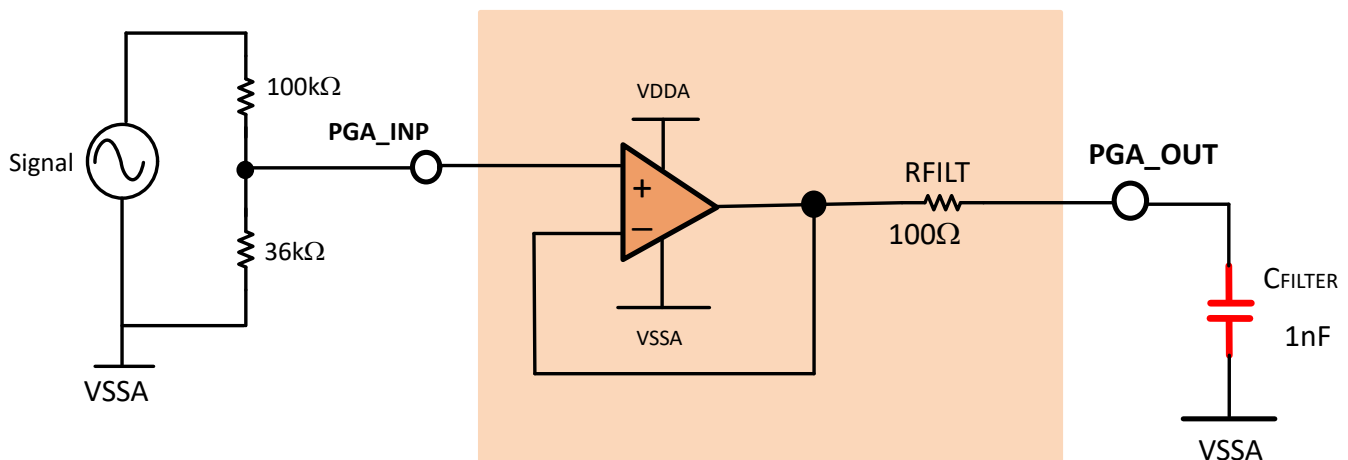 Signal
100kΩ
36kΩ
VSSA
PGA_INP
VDDA
+
−
VSSA
RFILT
100Ω
PGA_OUT
CFILTER
1nF
VSSA